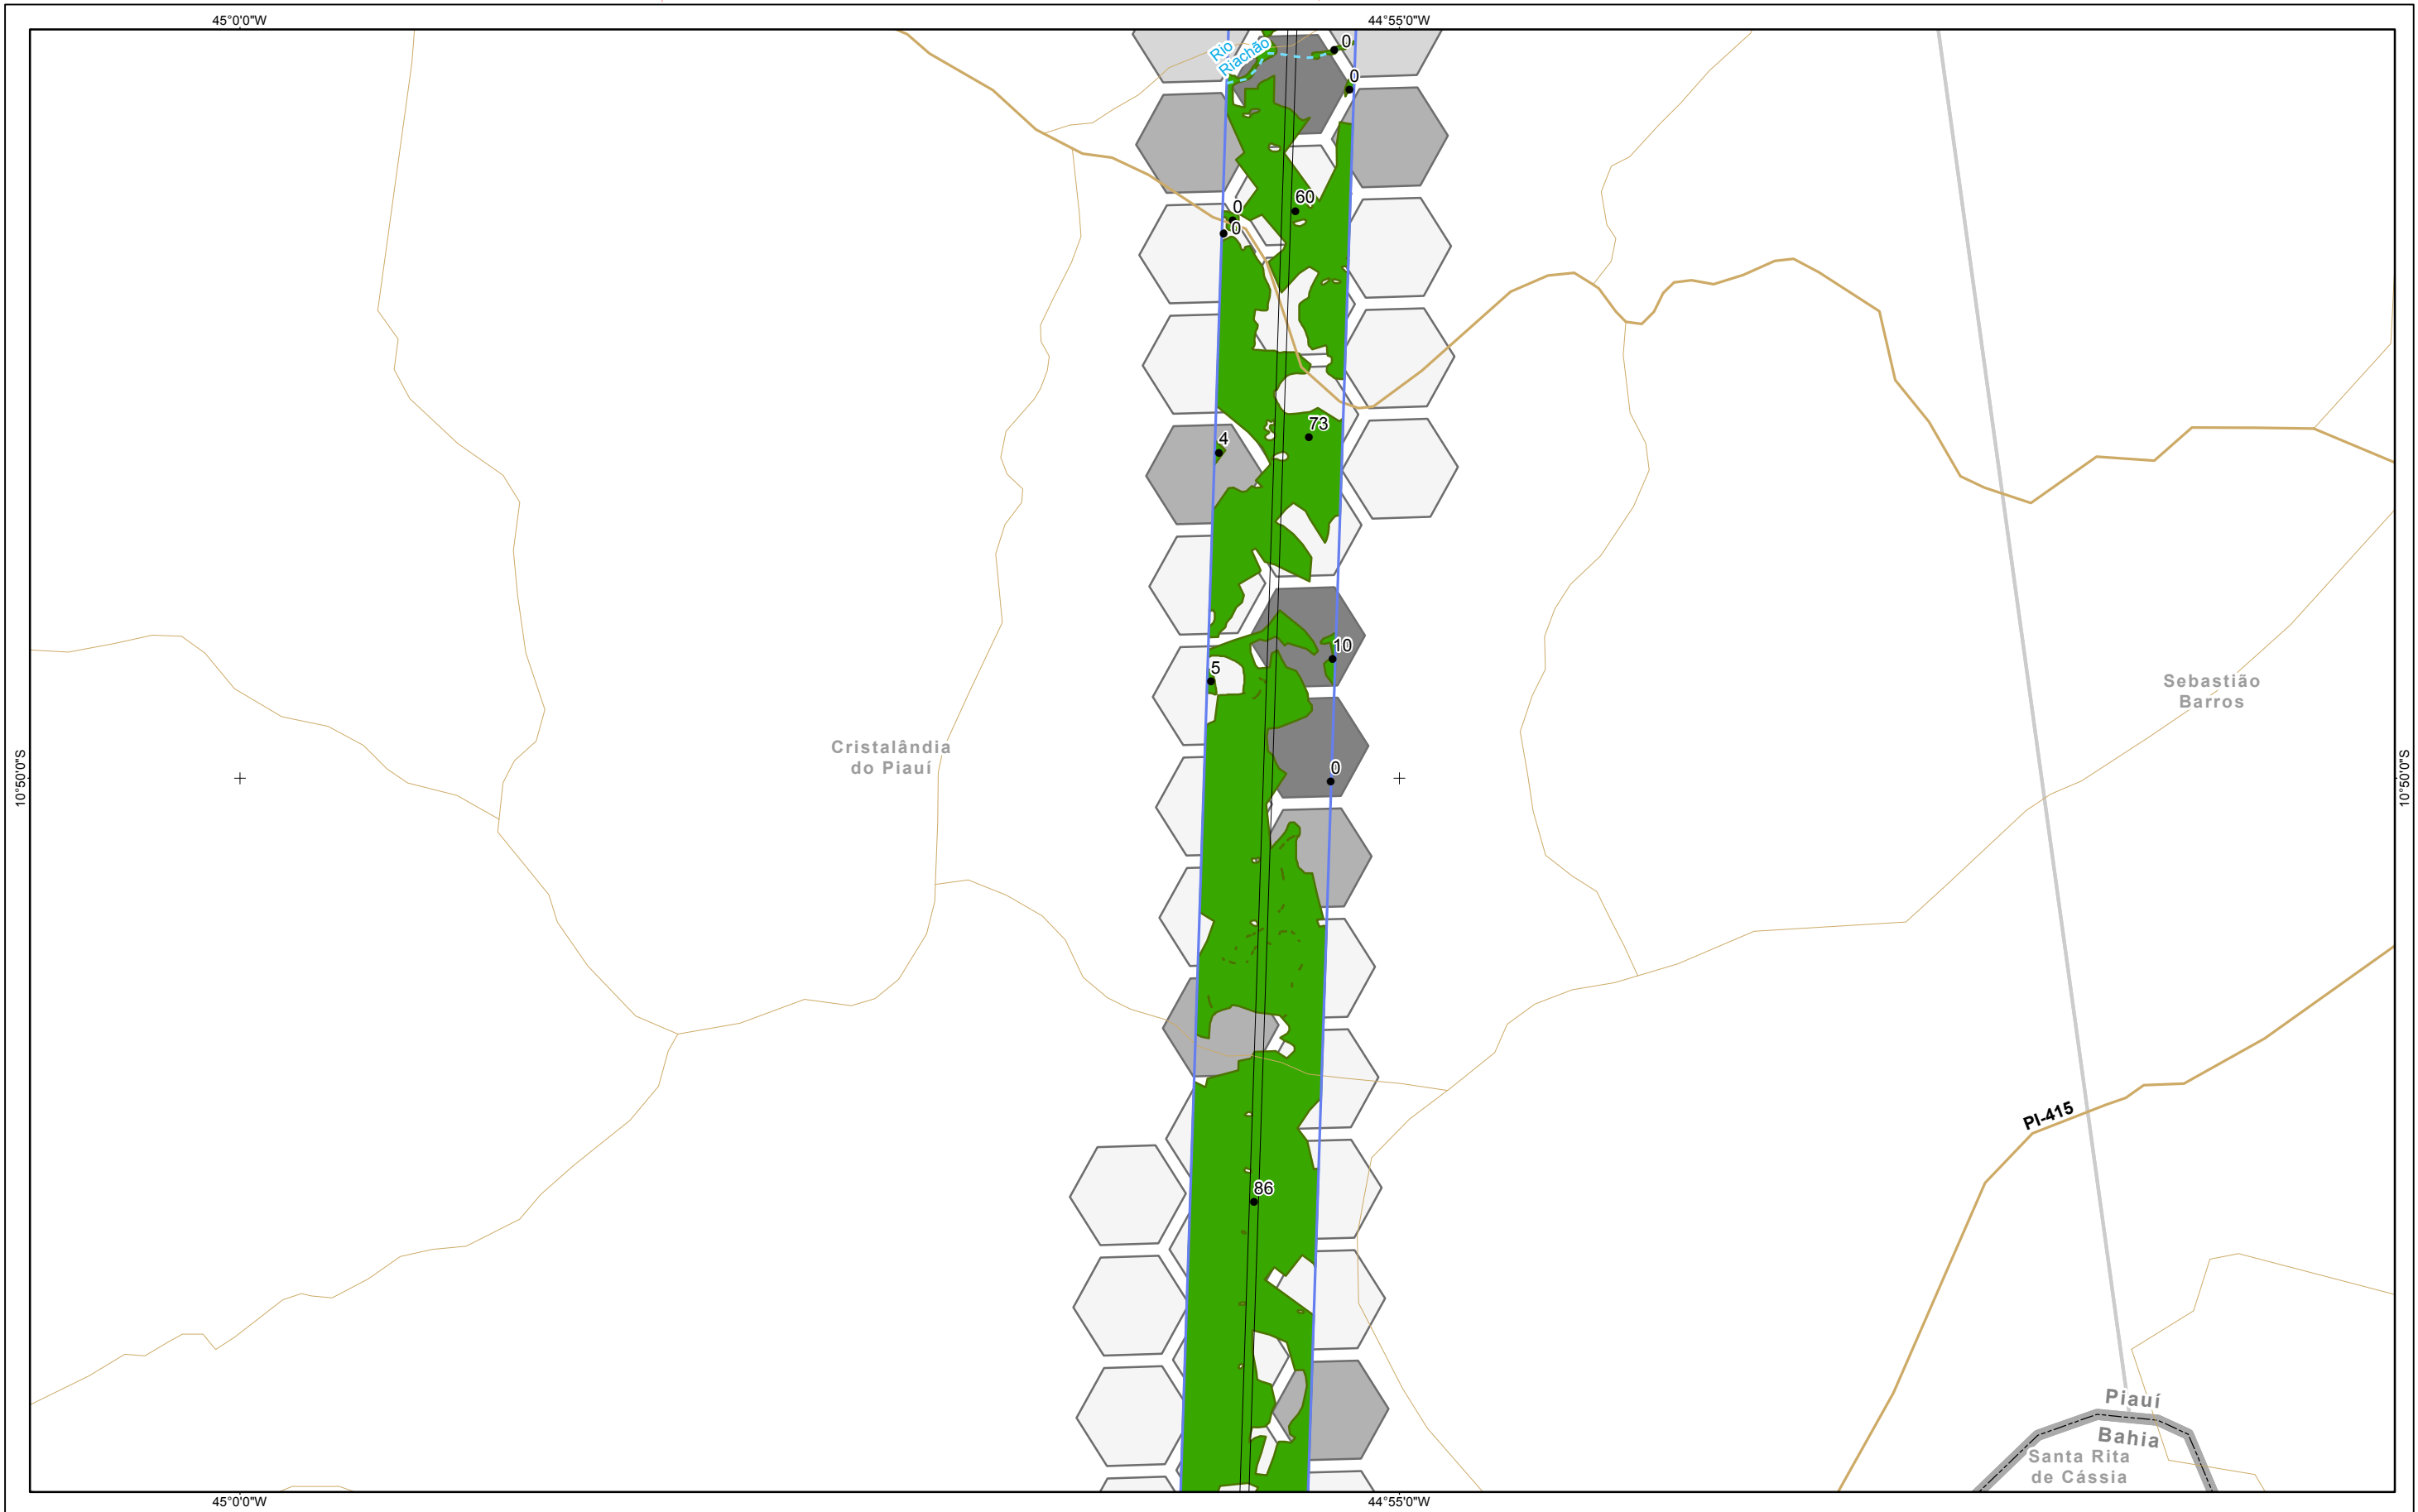 45°0'0"W
44°55'0"W
0
Rio
Riachão
0
60
0
0
73
4
10
5
Sebastião
Barros
Cristalândia
do Piauí
10°50'0"S
10°50'0"S
0
PI-415
86
Piauí
Bahia
Santa Rita
de Cássia
45°0'0"W
44°55'0"W